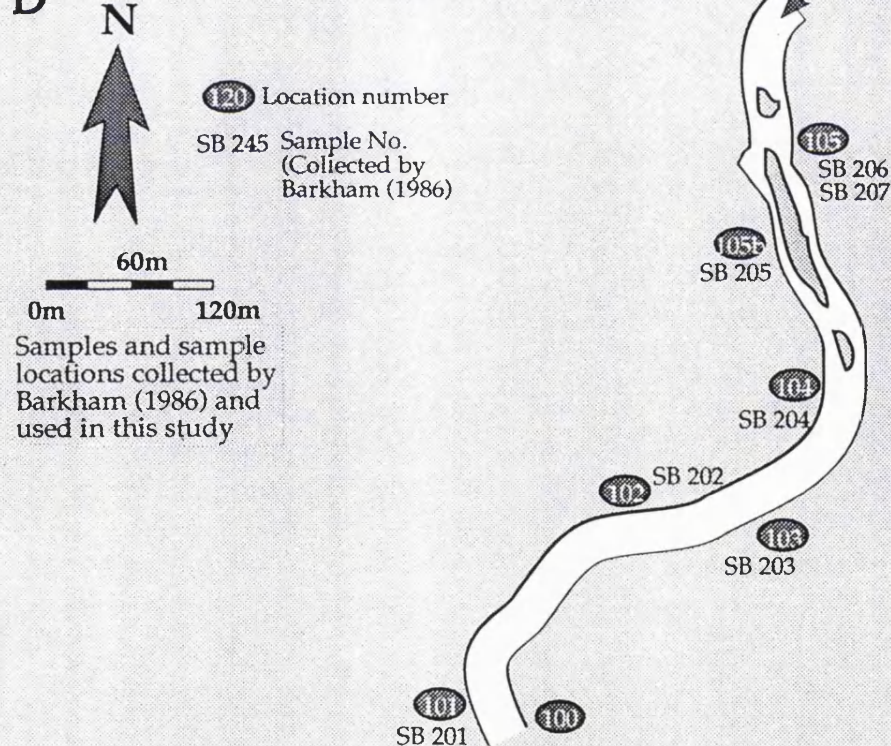 D
N
120 Location number
SB 245 Sample No.
(Collected by
Barkham (1986)
60m
0m 120m
Samples and sample
locations collected by
Barkham (1986) and
used in this study
105
SB 206
SB 207
105b
SB 205
104
SB 204
SB 202
102
103
SB 203
101
SB 201
100